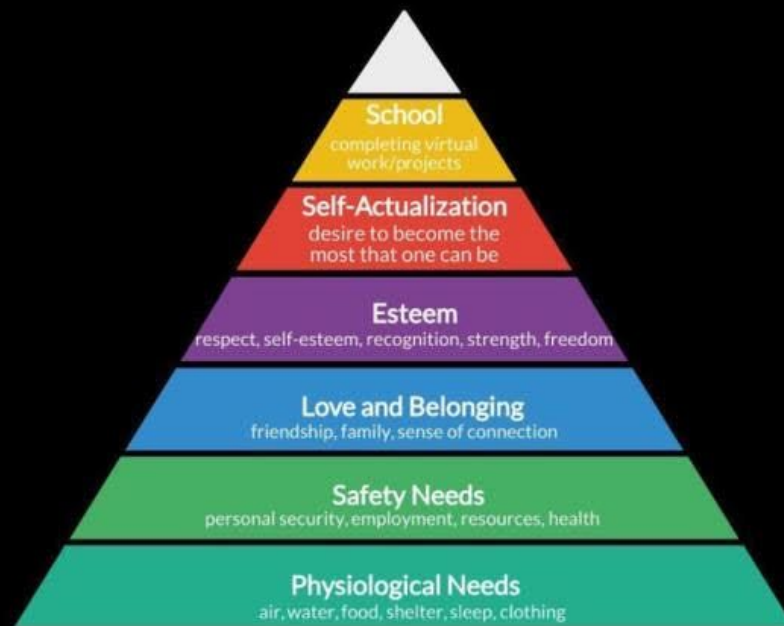 School
completing virtual
work/projects
Self-Actualization
desire to become the
most that one can be
Esteem
respect, self-esteem, recognition, strength, freedom
Love and Belonging
friendship, family, sense of connection
Safety Needs
personal security, employment, resources, health
Physiological Needs
air, water, food, shelter, sleep, clothing